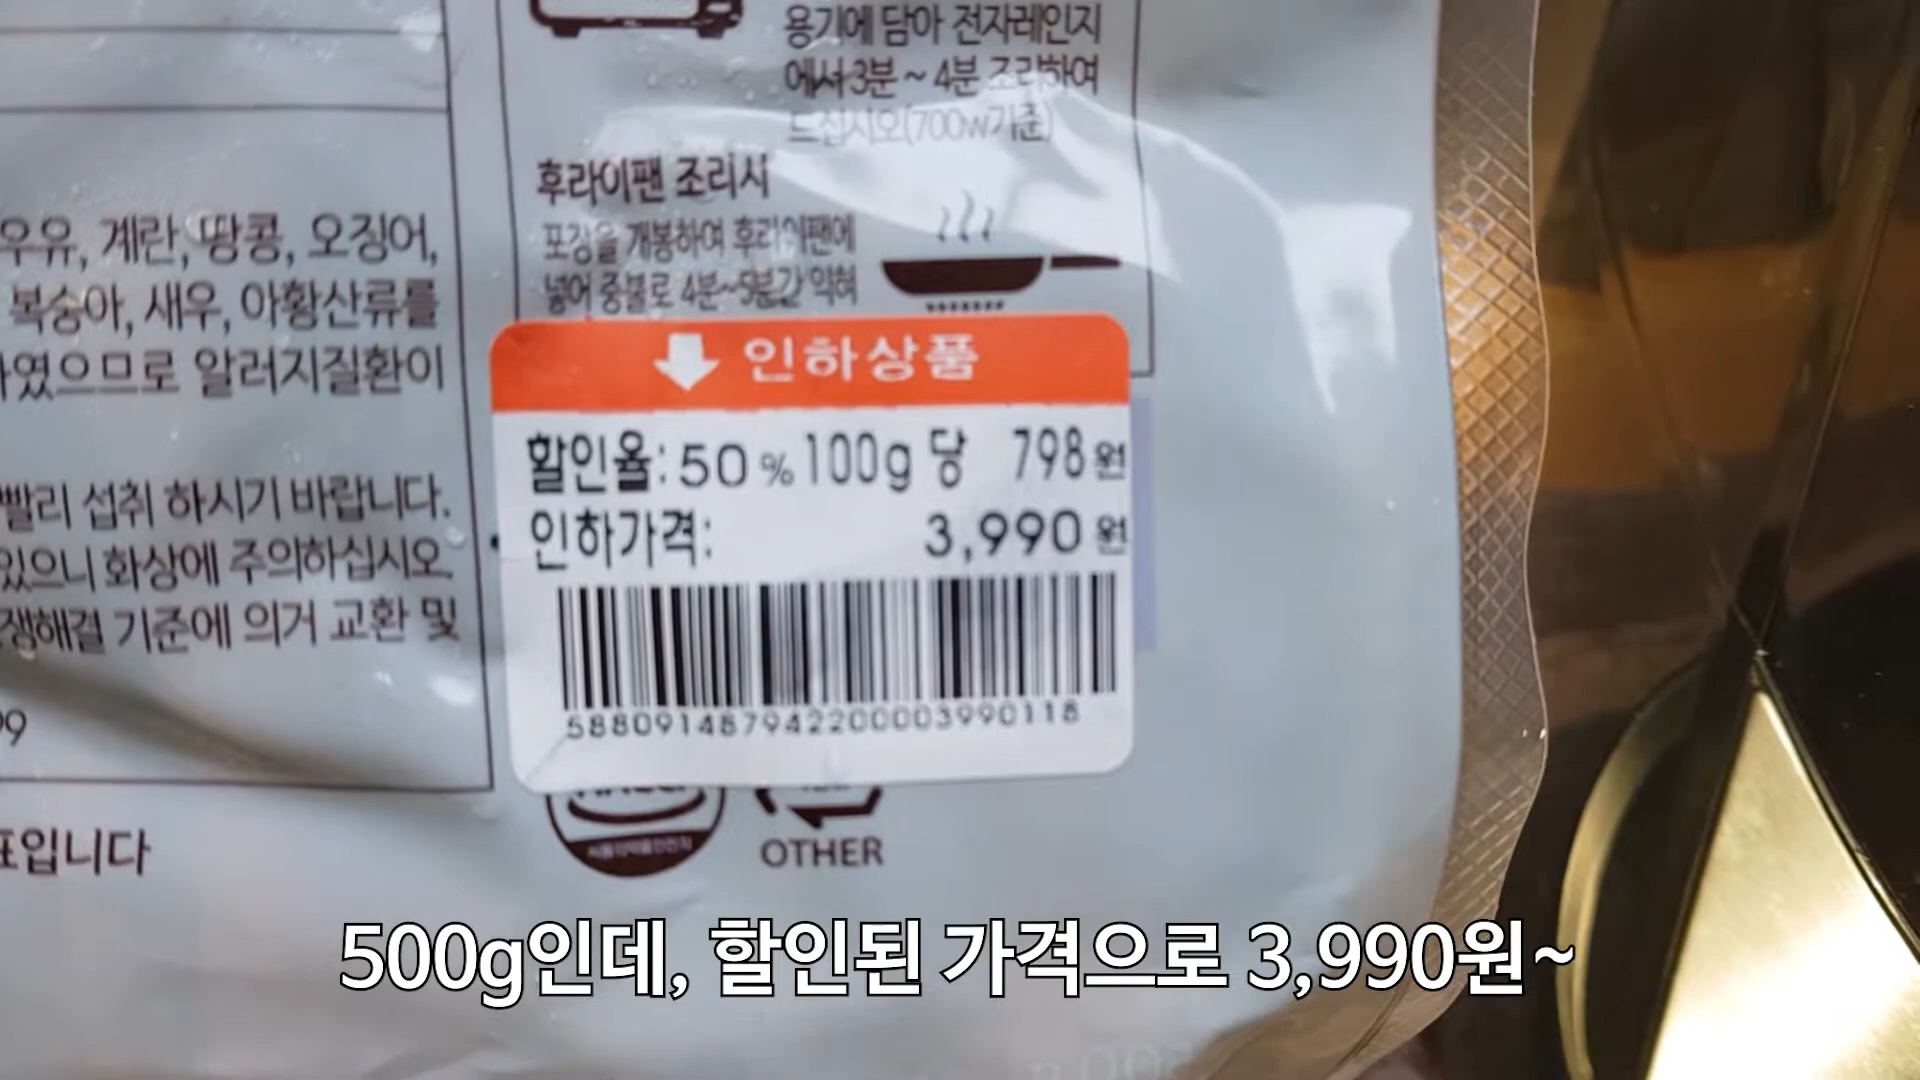 용기에 담아 전자레인지
에서 3분 ~ 4분 조리하여
드십시오(700w기준)
후라이팬 조리시
포장을 개봉하여 후라이팬에
넣어 중불로 4분~5분간 익혀
우유, 계란, 땅콩, 오징어,
복숭아, 새우, 아황산류를
였으므로 알러지질환이
빨리 섭취 하시기 바랍니다.
있으니 화상에 주의하십시오.
쟁해결 기준에 의거 교환 및
99
표입니다
인하상품
할인율: 50 % 100g 당 798원
인하가격: 3,990원
5880914879422000039901​18
OTHER
500g인데, 할인된 가격으로 3,990원~